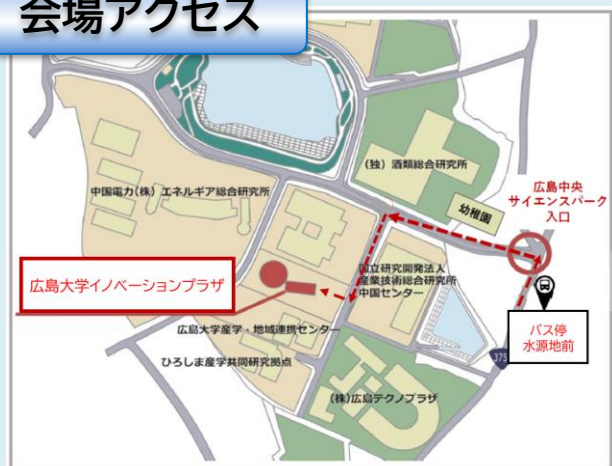 会場アクセス
(独) 酒類総合研究所
中国電力(株) エネルギア総合研究所
幼稚園
広島中央
サイエンスパーク
入口
国立研究開発法人
産業技術総合研究所
中国センター
広島大学イノベーションプラザ
バス停
水源地前
広島大学産学・地域連携センター
ひろしま産学共同研究拠点
375
(株)広島テクノプラザ